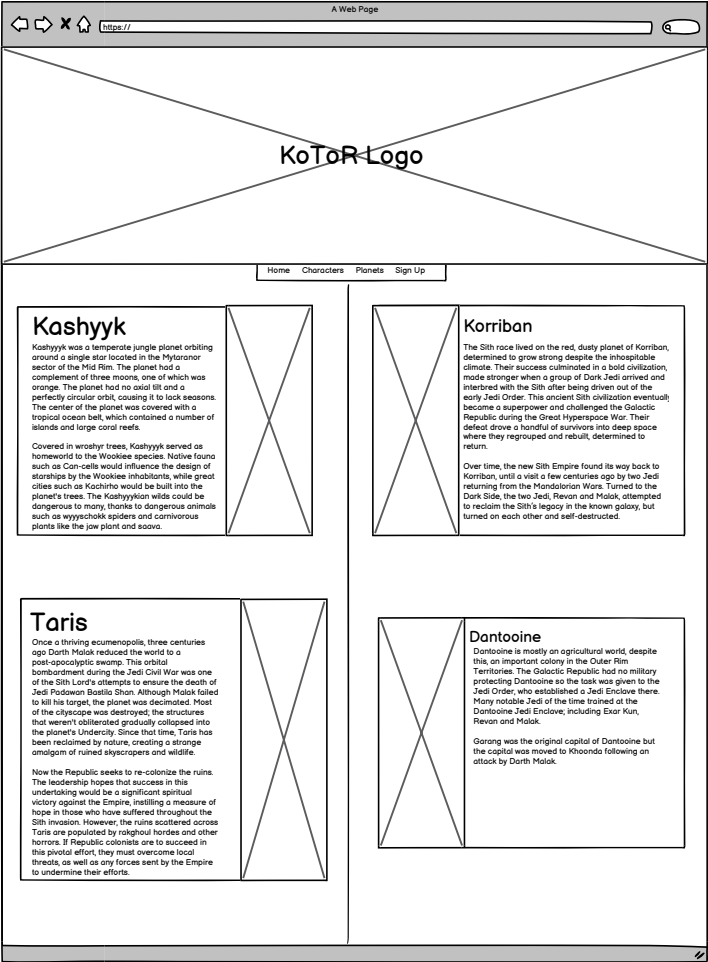 A Web Page
https://
KoToR Logo
Home Characters Planets Sign Up
Kashyyk
Kashyyyk was a temperate jungle planet orbiting
around a single star located in the Mytaranor
sector of the Mid Rim. The planet had a
complement of three moons, one of which was
orange. The planet had no axial tilt and a
perfectly circular orbit, causing it to lack seasons.
The center of the planet was covered with a
tropical ocean belt, which contained a number of
islands and large coral reefs.
Covered in wroshyr trees, Kashyyyk served as
homeworld to the Wookiee species. Native fauna
such as Can-cells would influence the design of
starships by the Wookiee inhabitants, while great
cities such as Kachirho would be built into the
planet's trees. The Kashyyykian wilds could be
dangerous to many, thanks to dangerous animals
such as wyyyschokk spiders and carnivorous
plants like the jaw plant and saava.
Korriban
The Sith race lived on the red, dusty planet of Korriban,
determined to grow strong despite the inhospitable
climate. Their success culminated in a bold civilization,
made stronger when a group of Dark Jedi arrived and
interbred with the Sith after being driven out of the
early Jedi Order. This ancient Sith civilization eventually
became a superpower and challenged the Galactic
Republic during the Great Hyperspace War. Their
defeat drove a handful of survivors into deep space
where they regrouped and rebuilt, determined to
return.
Over time, the new Sith Empire found its way back to
Korriban, until a visit a few centuries ago by two Jedi
returning from the Mandalorian Wars. Turned to the
Dark Side, the two Jedi, Revan and Malak, attempted
to reclaim the Sith's legacy in the known galaxy, but
turned on each other and self-destructed.
Taris
Once a thriving ecumenopolis, three centuries
ago Darth Malak reduced the world to a
post-apocalyptic swamp. This orbital
bombardment during the Jedi Civil War was one
of the Sith Lord's attempts to ensure the death of
Jedi Padawan Bastila Shan. Although Malak failed
to kill his target, the planet was decimated. Most
of the cityscape was destroyed; the structures
that weren't obliterated gradually collapsed into
the planet's Undercity. Since that time, Taris has
been reclaimed by nature, creating a strange
amalgam of ruined skyscrapers and wildlife.
Now the Republic seeks to re-colonize the ruins.
The leadership hopes that success in this
undertaking would be a significant spiritual
victory against the Empire, instilling a measure of
hope in those who have suffered throughout the
Sith invasion. However, the ruins scattered across
Taris are populated by rakghoul hordes and other
horrors. If Republic colonists are to succeed in
this pivotal effort, they must overcome local
threats, as well as any forces sent by the Empire
to undermine their efforts.
Dantooine
Dantooine is mostly an agricultural world, despite
this, an important colony in the Outer Rim
Territories. The Galactic Republic had no military
protecting Dantooine so the task was given to the
Jedi Order, who established a Jedi Enclave there.
Many notable Jedi of the time trained at the
Dantooine Jedi Enclave; including Exar Kun,
Revan and Malak.
Garang was the original capital of Dantooine but
the capital was moved to Khoonda following an
attack by Darth Malak.